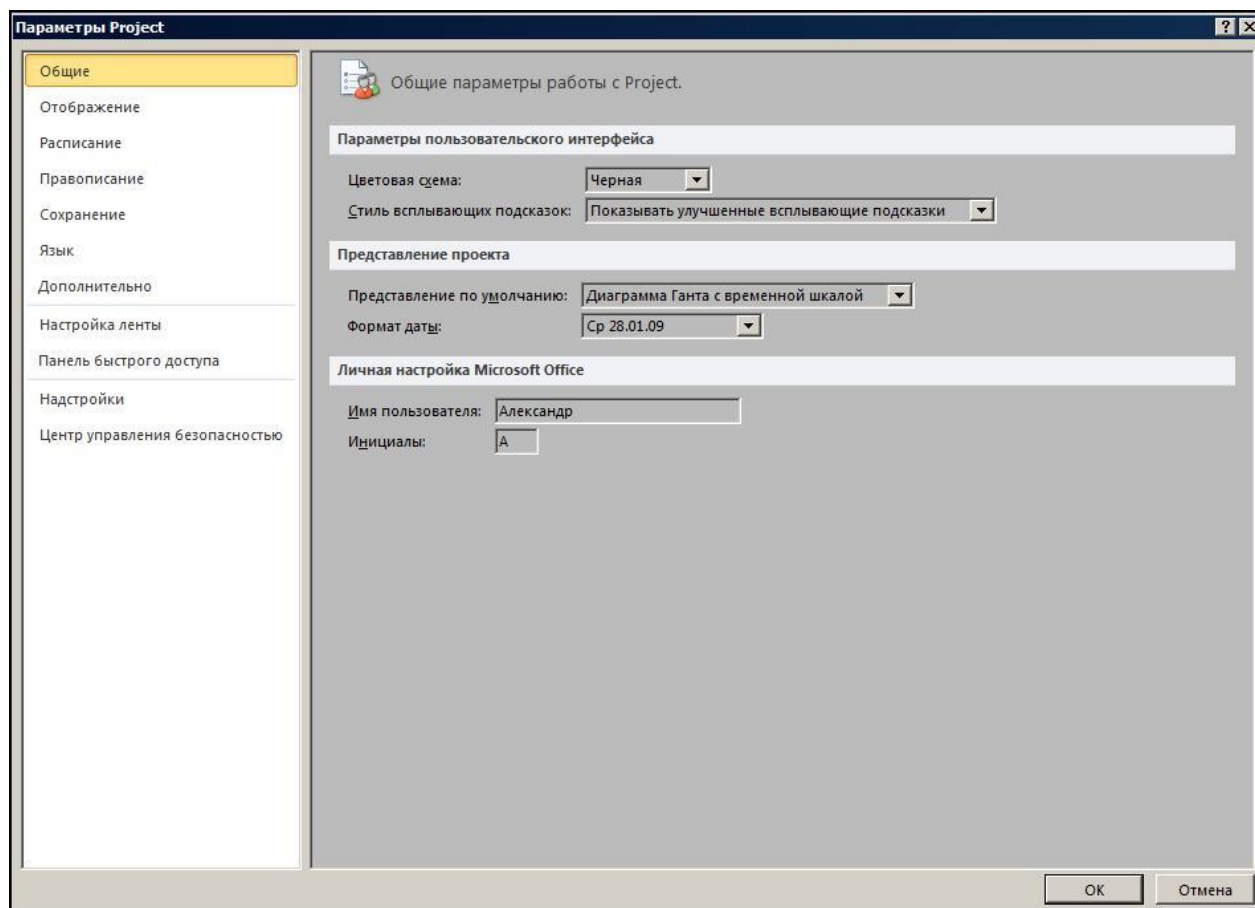 Параметры Project
Общие
Отображение
Расписание
Правописание
Сохранение
Язык
Дополнительно
Настройка ленты
Панель быстрого доступа
Надстройки
Центр управления безопасностью
Общие параметры работы с Project.
Параметры пользовательского интерфейса
Цветовая схема: Черная
Стиль всплывающих подсказок: Показывать улучшенные всплывающие подсказки
Представление проекта
Представление по умолчанию: Диаграмма Ганта с временной шкалой
Формат даты: Ср 28.01.09
Личная настройка Microsoft Office
Имя пользователя: Александр
Инициалы: А
ОК Отмена